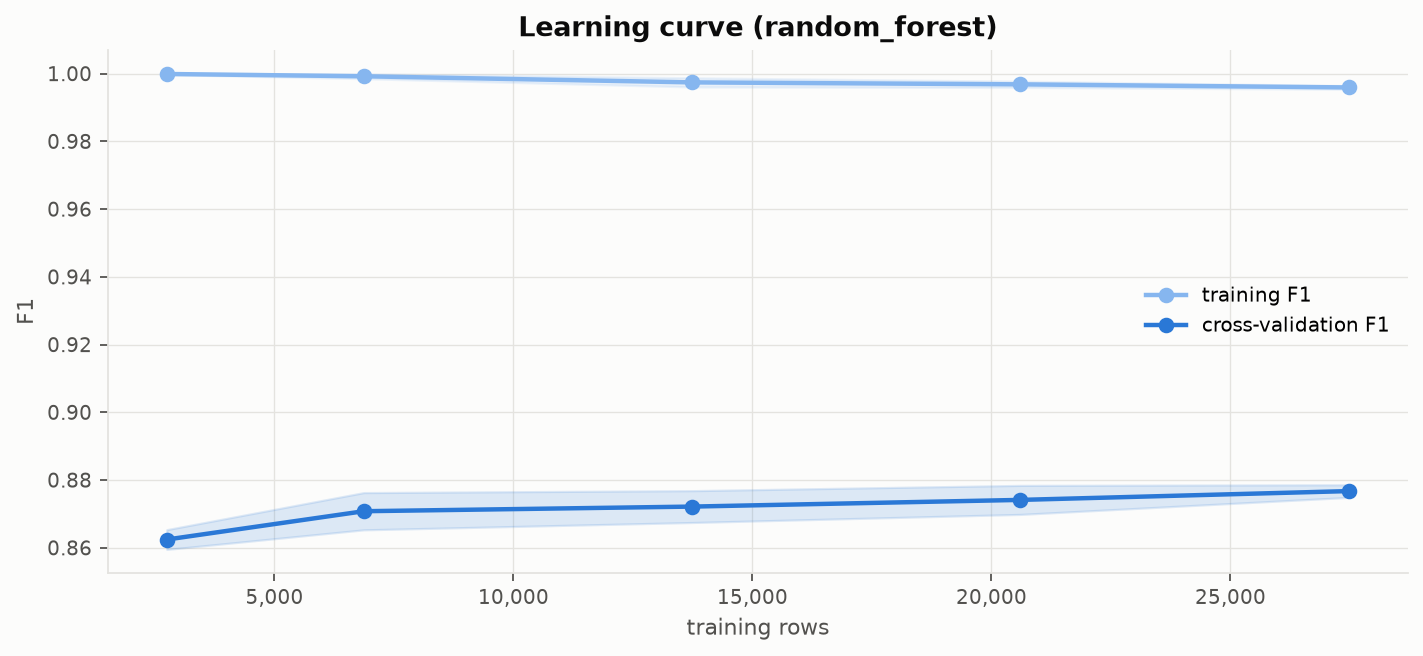 Learning curve (random_forest)
1.00
0.98
0.96
0.94
0.92
0.90
0.88
0.86
F1
training F1
cross-validation F1
5,000
10,000
15,000
20,000
25,000
training rows